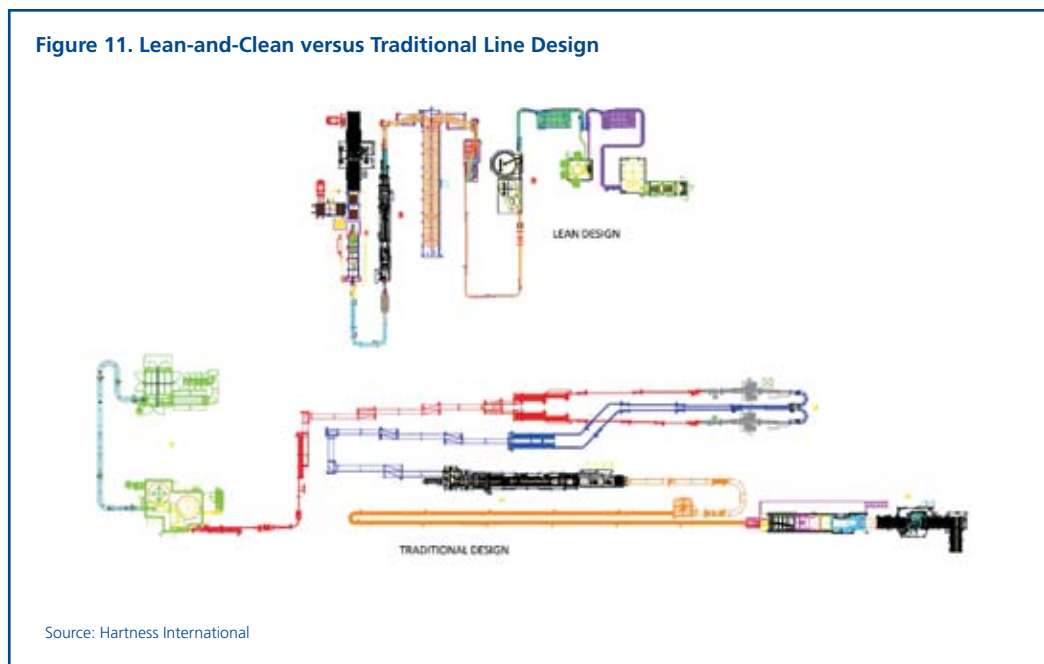 Figure 11. Lean-and-Clean versus Traditional Line Design
LEAN DESIGN
TRADITIONAL DESIGN
Source: Hartness International